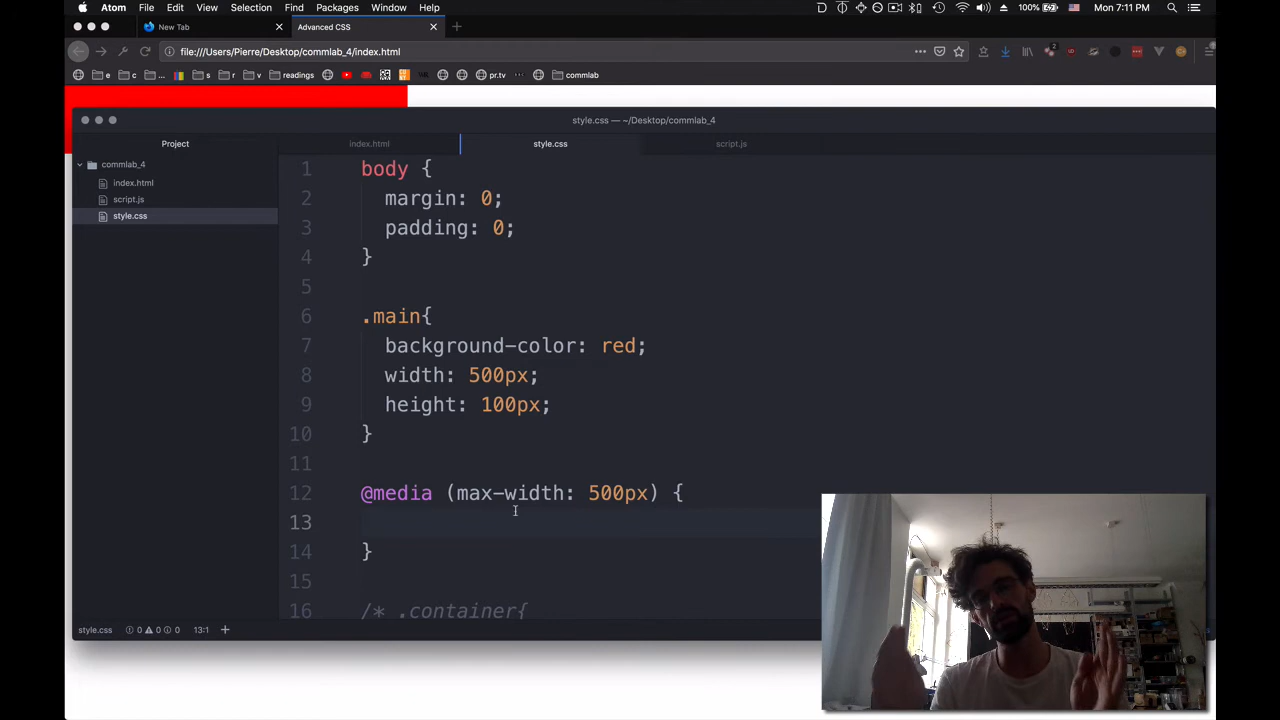 Atom File Edit View Selection Find Packages Window Help 100% Mon 7:11 PM
New Tab Advanced CSS
file:///Users/Pierre/Desktop/commlab_4/index.html
e c ... s r v readings pr.tv commlab
style.css — ~/Desktop/commlab_4
Project index.html style.css script.js
commlab_4
index.html
script.js
style.css
1 body {
2 margin: 0;
3 padding: 0;
4 }
5
6 .main{
7 background-color: red;
8 width: 500px;
9 height: 100px;
10 }
11
12 @media (max-width: 500px) {
13
14 }
15
16 /* .container{
style.css 0 0 0 13:1